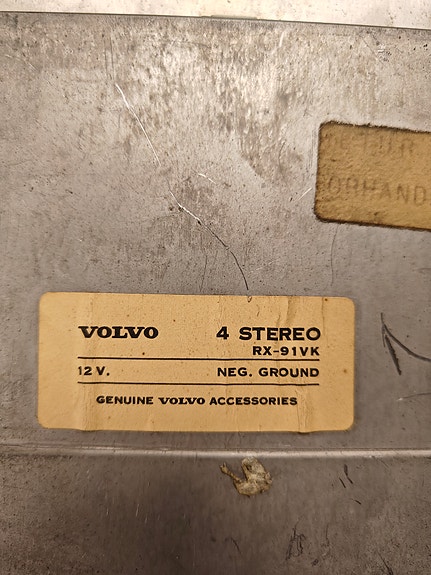 VOLVO 4 STEREO
RX-91VK
12 V. NEG. GROUND
GENUINE VOLVO ACCESSORIES